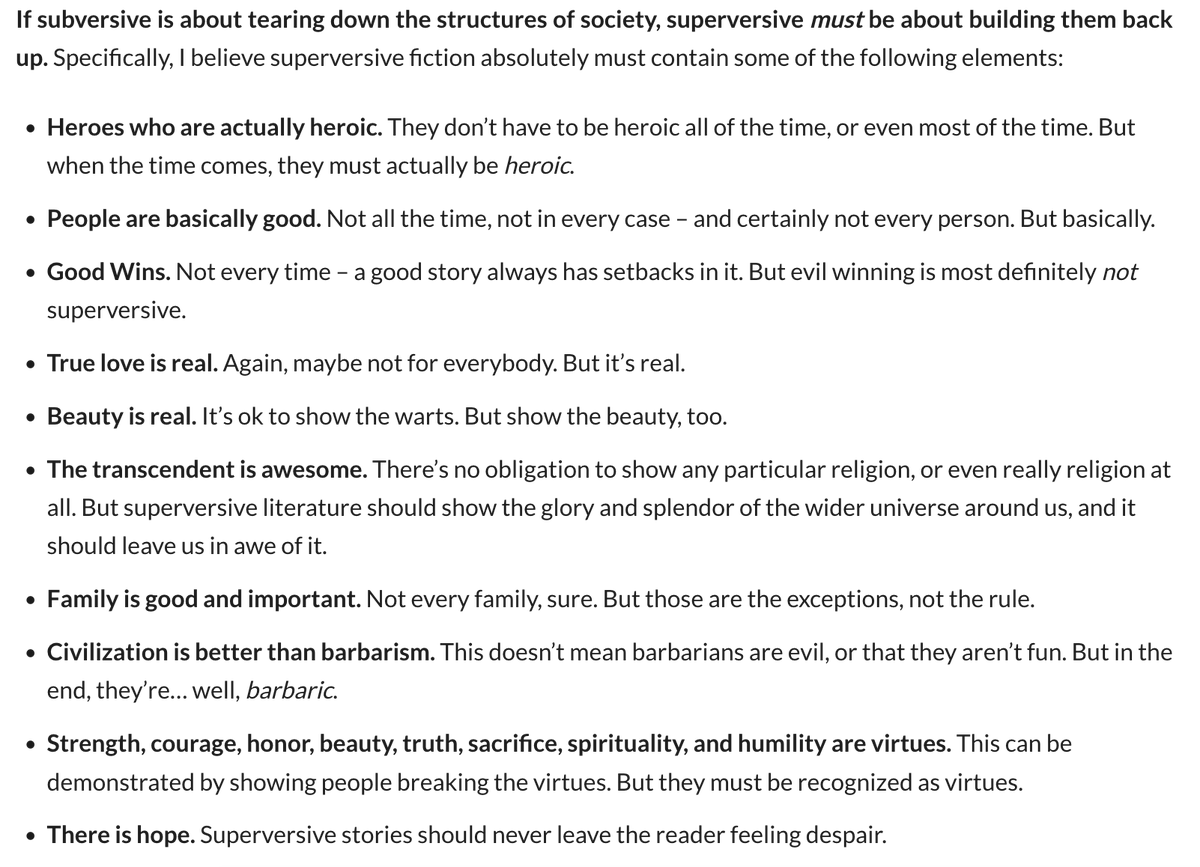 If subversive is about tearing down the structures of society, superversive must be about building them back
up. Specifically, I believe superversive fiction absolutely must contain some of the following elements:
• Heroes who are actually heroic. They don’t have to be heroic all of the time, or even most of the time. But
when the time comes, they must actually be heroic.
• People are basically good. Not all the time, not in every case – and certainly not every person. But basically.
• Good Wins. Not every time – a good story always has setbacks in it. But evil winning is most definitely not
superversive.
• True love is real. Again, maybe not for everybody. But it’s real.
• Beauty is real. It’s ok to show the warts. But show the beauty, too.
• The transcendent is awesome. There’s no obligation to show any particular religion, or even really religion at
all. But superversive literature should show the glory and splendor of the wider universe around us, and it
should leave us in awe of it.
• Family is good and important. Not every family, sure. But those are the exceptions, not the rule.
• Civilization is better than barbarism. This doesn’t mean barbarians are evil, or that they aren’t fun. But in the
end, they’re… well, barbaric.
• Strength, courage, honor, beauty, truth, sacrifice, spirituality, and humility are virtues. This can be
demonstrated by showing people breaking the virtues. But they must be recognized as virtues.
• There is hope. Superversive stories should never leave the reader feeling despair.